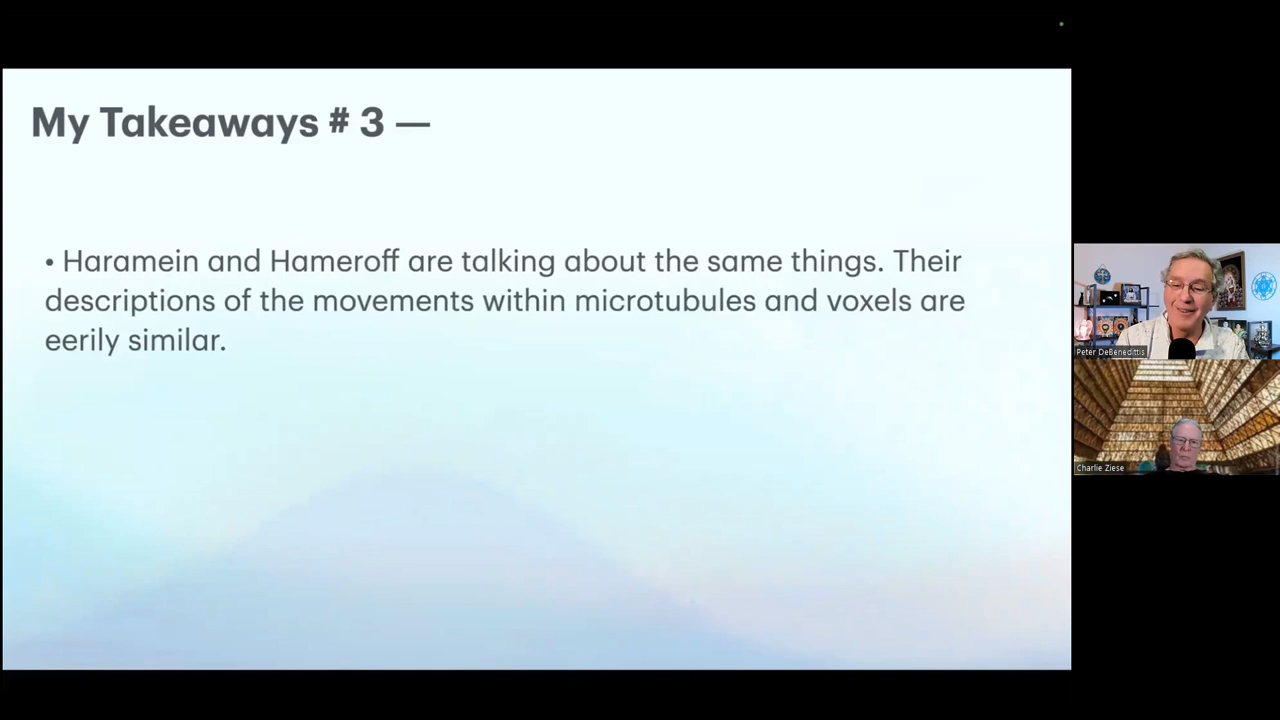 My Takeaways # 3 —
• Haramein and Hameroff are talking about the same things. Their
descriptions of the movements within microtubules and voxels are
eerily similar.
Peter DeBenedittis
Charlie Ziese